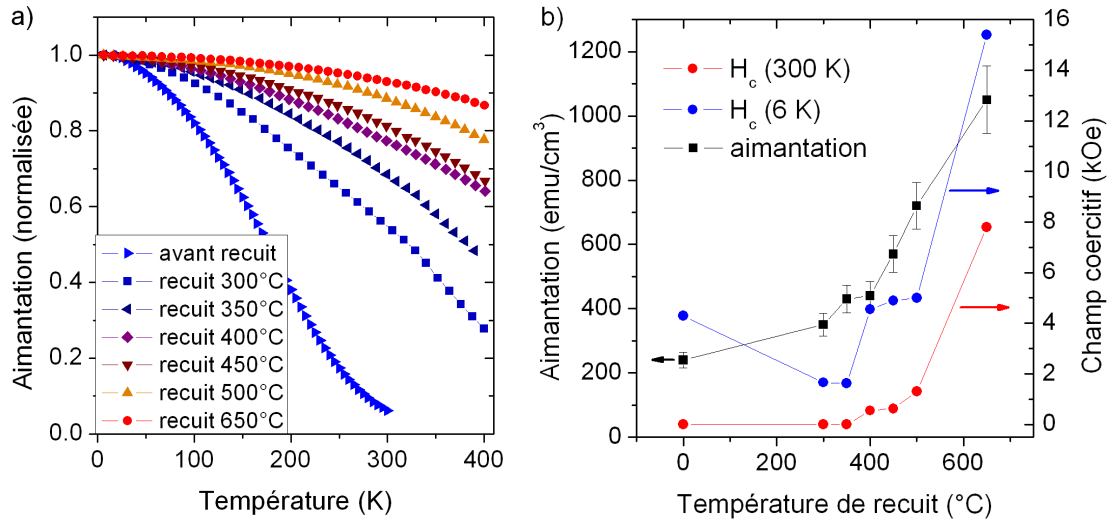 a)
Aimantation (normalisée)
1.0
0.8
0.6
0.4
0.2
0.0
avant recuit
recuit 300°C
recuit 350°C
recuit 400°C
recuit 450°C
recuit 500°C
recuit 650°C
0 100 200 300 400
Température (K)
b)
Aimantation (emu/cm³)
1200
1000
800
600
400
200
0
H_c (300 K)
H_c (6 K)
aimantation
16
14
12
10
8
6
4
2
0
Champ coercitif (kOe)
0 200 400 600
Température de recuit (°C)